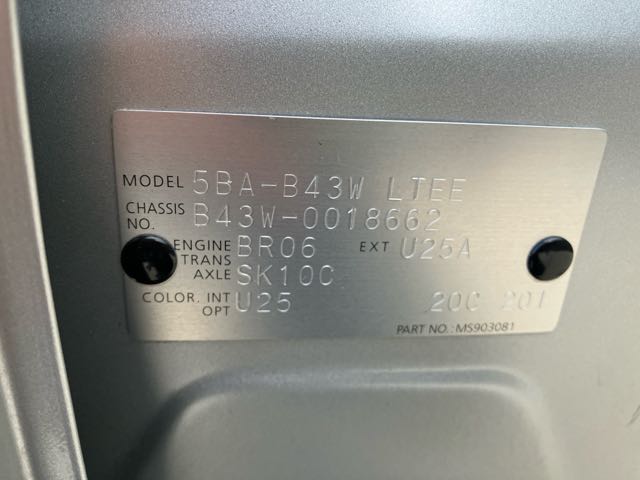 MODEL 5BA-B43W LTEE
CHASSIS NO. B43W-0018662
ENGINE BR06 EXT U25A
TRANS AXLE SK10C
COLOR. INT OPT U25 20C 201
PART NO.: MS903081